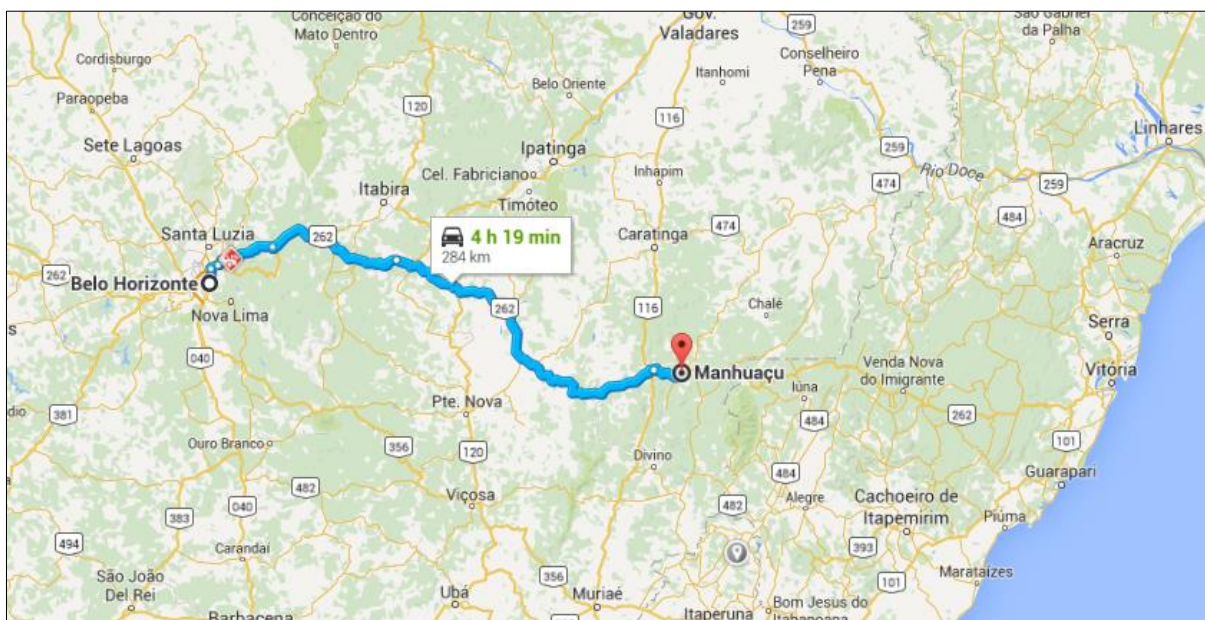 Conceição do
Mato Dentro
Gov.
Valadares
259
São Gabriel
da Palha
Cordisburgo
Conselheiro
Pena
Itanhomi
Belo Oriente
Paraopeba
120
116
Linhares
Sete Lagoas
Ipatinga
259
Cel. Fabriciano
Inhapim
Rio Doce
Itabira
474
259
Timóteo
484
Santa Luzia
262
4 h 19 min
284 km
474
Caratinga
Aracruz
262
Belo Horizonte
262
116
Chalé
Nova Lima
Serra
040
Manhuaçu
Venda Nova
do Imigrante
Vitória
Iúna
Pte. Nova
381
484
262
Ouro Branco
356
101
120
Divino
Guarapari
482
484
Viçosa
Alegre
Cachoeiro de
Itapemirim
383
040
482
Piúma
494
Carandaí
393
356
101
Marataízes
São João
Del Rei
Ubá
Muriaé
Barbacena
Itaperuna
Bom Jesus do
Itabapoana